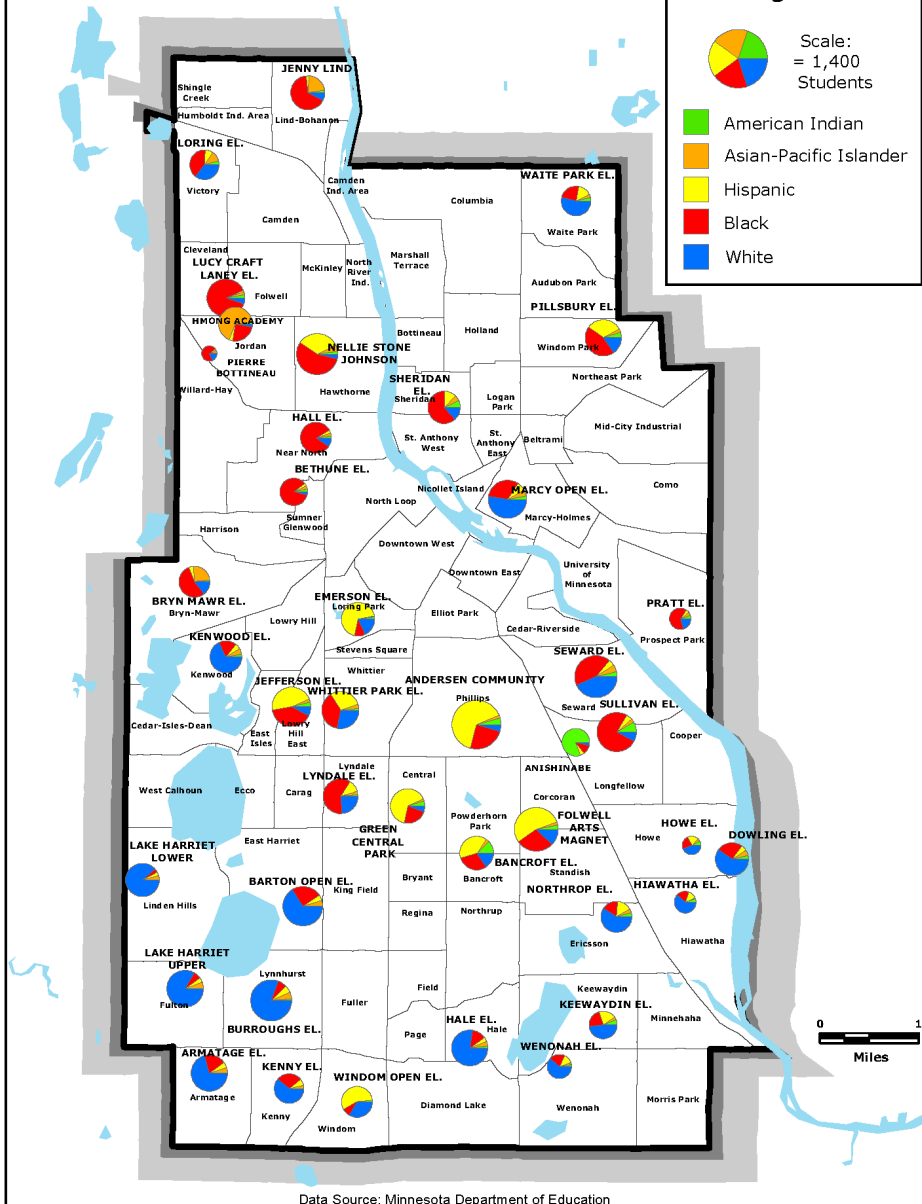 Scale:
= 1,400
Students
American Indian
Asian-Pacific Islander
Hispanic
Black
White
JENNY LIND
Shingle
Creek
Humboldt Ind. Area
Lind-Bohanon
LORING EL.
Victory
Camden
Ind. Area
Camden
Columbia
WAITE PARK EL.
Waite Park
Cleveland
LUCY CRAFT
LANEY EL.
Folwell
McKinley
North
River
Ind.
Marshall
Terrace
Audubon Park
PILLSBURY EL.
HMONG ACADEMY
Jordan
PIERRE
BOTTINEAU
NELLIE STONE
JOHNSON
Bottineau
Holland
Windom Park
Northeast Park
Willard-Hay
Hawthorne
SHERIDAN
EL.
Sheridan
Logan
Park
HALL EL.
Near North
St. Anthony
West
St.
Anthony
East
Beltrami
Mid-City Industrial
BETHUNE EL.
Nicollet Island
MARCY OPEN EL.
Como
Sumner
Glenwood
North Loop
Marcy-Holmes
Harrison
Downtown West
Downtown East
University
of
Minnesota
BRYN MAWR EL.
Bryn-Mawr
EMERSON EL.
Loring Park
Elliot Park
PRATT EL.
Prospect Park
Lowry Hill
Cedar-Riverside
KENWOOD EL.
Kenwood
Stevens Square
SEWARD EL.
Whittier
JEFFERSON EL.
WHITTIER PARK EL.
ANDERSEN COMMUNITY
Phillips
Seward
SULLIVAN EL.
Cedar-Isles-Dean
East
Isles
Lowry
Hill
East
Cooper
LYNDALE EL.
Lyndale
Central
ANISHINABE
Longfellow
West Calhoun
Ecco
Carag
Corcoran
Powderhorn
Park
FOLWELL
ARTS
MAGNET
GREEN
CENTRAL
PARK
HOWE EL.
Howe
DOWLING EL.
LAKE HARRIET
LOWER
East Harriet
BANCROFT EL.
Bancroft
Standish
Linden Hills
BARTON OPEN EL.
King Field
Bryant
NORTHROP EL.
HIAWATHA EL.
Regina
Northrup
Ericsson
Hiawatha
LAKE HARRIET
UPPER
Fulton
Lynnhurst
BURROUGHS EL.
Fuller
Field
Keewaydin
KEEWAYDIN EL.
Minnehaha
HALE EL.
Hale
Page
WENONAH EL.
0
1
Miles
ARMATAGE EL.
Armatage
KENNY EL.
Kenny
WINDOM OPEN EL.
Windom
Diamond Lake
Wenonah
Morris Park
Data Source: Minnesota Department of Education